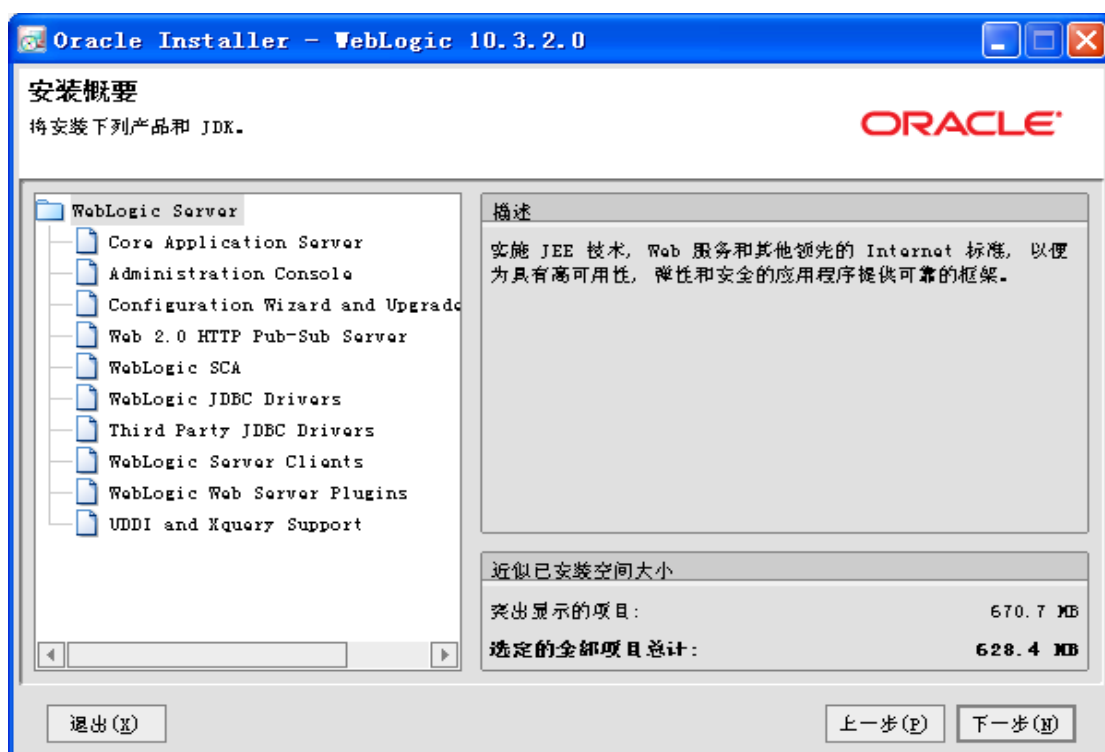 Oracle Installer - WebLogic 10.3.2.0
安装概要
将安装下列产品和 JDK。
ORACLE
WebLogic Server
Core Application Server
Administration Console
Configuration Wizard and Upgrade
Web 2.0 HTTP Pub-Sub Server
WebLogic SCA
WebLogic JDBC Drivers
Third Party JDBC Drivers
WebLogic Server Clients
WebLogic Web Server Plugins
UDDI and Xquery Support
描述
实施 JEE 技术, Web 服务和其他领先的 Internet 标准, 以便
为具有高可用性, 弹性和安全的应用程序提供可靠的框架。
近似已安装空间大小
突出显示的项目: 670.7 MB
选定的全部项目总计: 628.4 MB
退出(X) 上一步(P) 下一步(N)